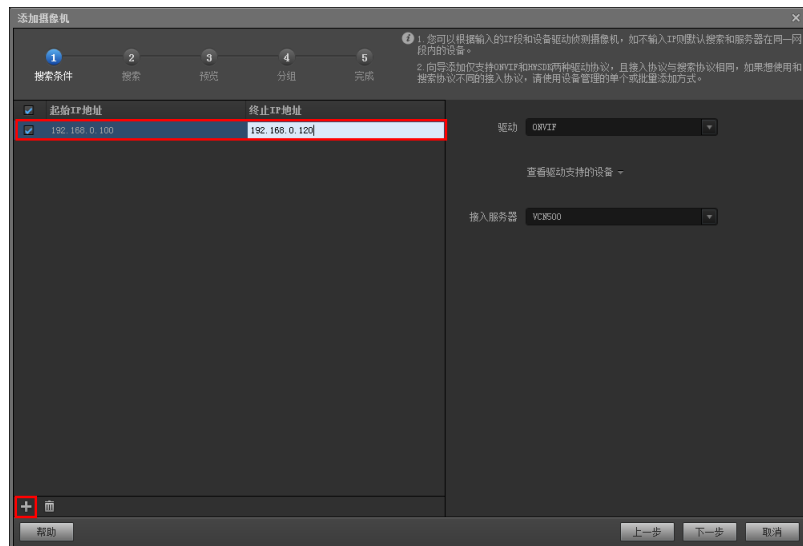 添加摄像机
1 2 3 4 5
搜索条件 搜索 预览 分组 完成
1. 您可以根据输入的IP段和设备驱动侦测摄像机，如不输入IP则默认搜索和服务器在同一网
段内的设备。
2. 向导添加仅支持ONVIF和HWSDK两种驱动协议，且接入协议与搜索协议相同，如果想使用和
搜索协议不同的接入协议，请使用设备管理的单个或批量添加方式。
起始IP地址 终止IP地址
192.168.0.100 192.168.0.120
驱动 ONVIF
查看驱动支持的设备
接入服务器 VCN500
帮助 上一步 下一步 取消